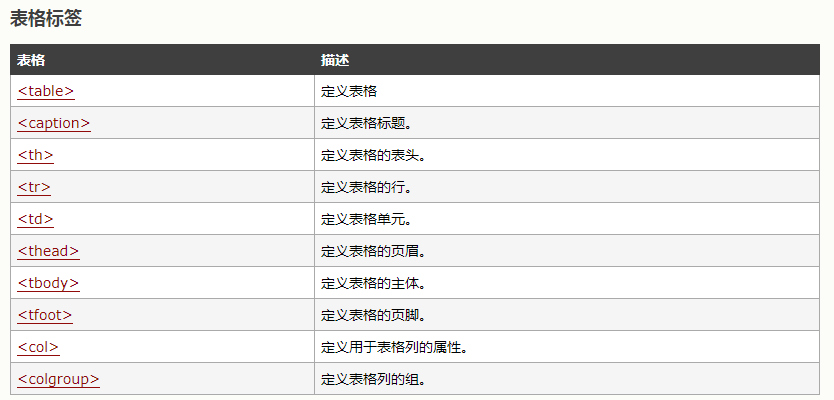 表格标签
表格 描述
<table> 定义表格
<caption> 定义表格标题。
<th> 定义表格的表头。
<tr> 定义表格的行。
<td> 定义表格单元。
<thead> 定义表格的页眉。
<tbody> 定义表格的主体。
<tfoot> 定义表格的页脚。
<col> 定义用于表格列的属性。
<colgroup> 定义表格列的组。